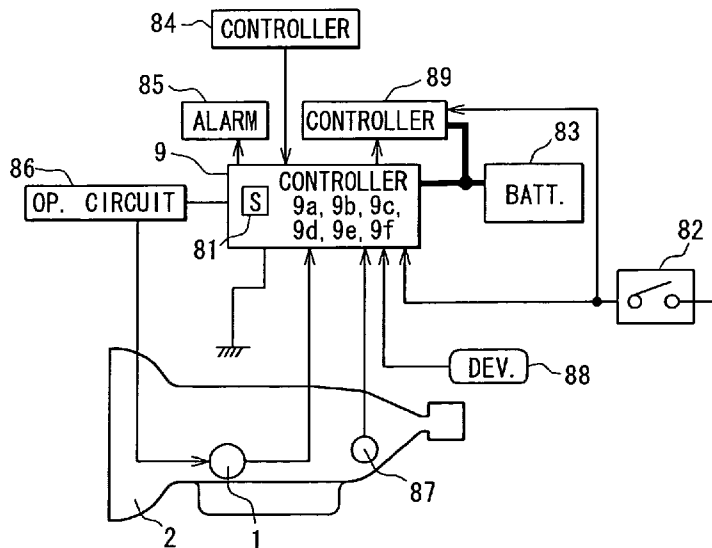 84
CONTROLLER
85
ALARM
89
CONTROLLER
83
BATT.
86
OP. CIRCUIT
9
CONTROLLER
9a, 9b, 9c,
9d, 9e, 9f
S
81
82
DEV.
88
87
2
1